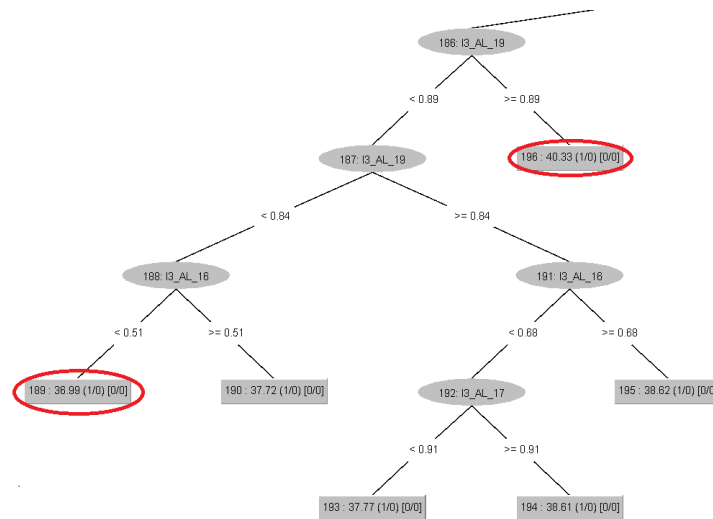 186: I3_AL_19
< 0.89
>= 0.89
187: I3_AL_19
196 : 40.33 (1/0) [0/0]
< 0.84
>= 0.84
188: I3_AL_16
191: I3_AL_16
< 0.51
>= 0.51
< 0.68
>= 0.68
189 : 36.99 (1/0) [0/0]
190 : 37.72 (1/0) [0/0]
192: I3_AL_17
195 : 38.62 (1/0) [0/0
< 0.91
>= 0.91
193 : 37.77 (1/0) [0/0]
194 : 38.61 (1/0) [0/0]